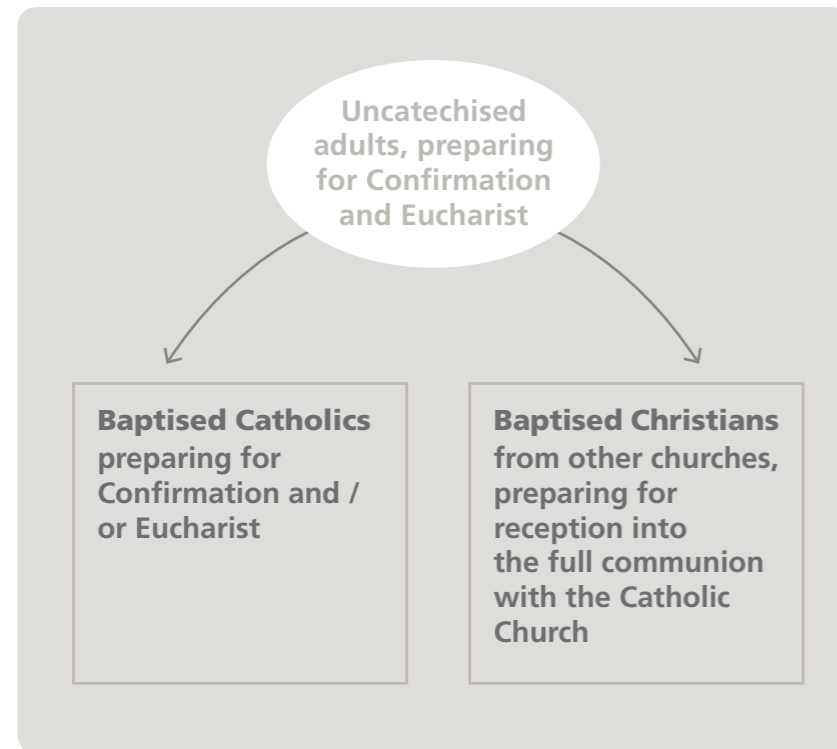 Uncatechised
adults, preparing
for Confirmation
and Eucharist
Baptised Catholics
preparing for
Confirmation and /
or Eucharist
Baptised Christians
from other churches,
preparing for
reception into
the full communion
with the Catholic
Church